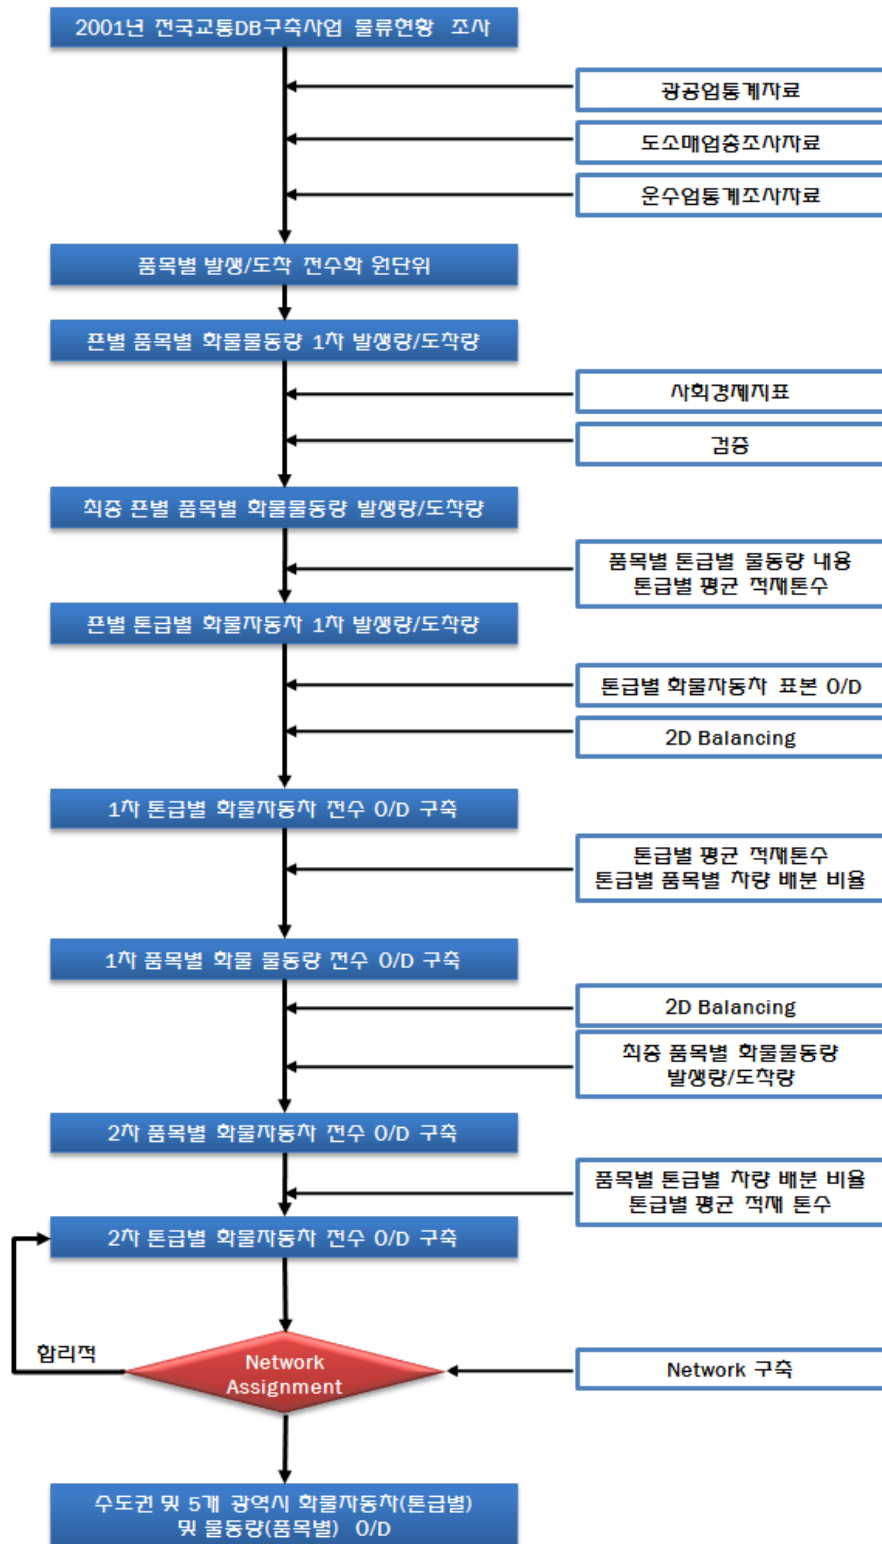 2001년 전국교통DB구축사업 물류현황 조사
광공업통계자료
도소매업총조사자료
운수업통계조사자료
품목별 발생/도착 전수화 원단위
존별 품목별 화물물동량 1차 발생량/도착량
사회경제지표
검증
최종 존별 품목별 화물물동량 발생량/도착량
품목별 톤급별 물동량 내용
톤급별 평균 적재톤수
존별 톤급별 화물자동차 1차 발생량/도착량
톤급별 화물자동차 표본 O/D
2D Balancing
1차 톤급별 화물자동차 전수 O/D 구축
톤급별 평균 적재톤수
톤급별 품목별 차량 배분 비율
1차 품목별 화물 물동량 전수 O/D 구축
2D Balancing
최종 품목별 화물물동량
발생량/도착량
2차 품목별 화물자동차 전수 O/D 구축
품목별 톤급별 차량 배분 비율
톤급별 평균 적재 톤수
2차 톤급별 화물자동차 전수 O/D 구축
합리적
Network
Assignment
Network 구축
수도권 및 5개 광역시 화물자동차(톤급별)
및 물동량(품목별) O/D